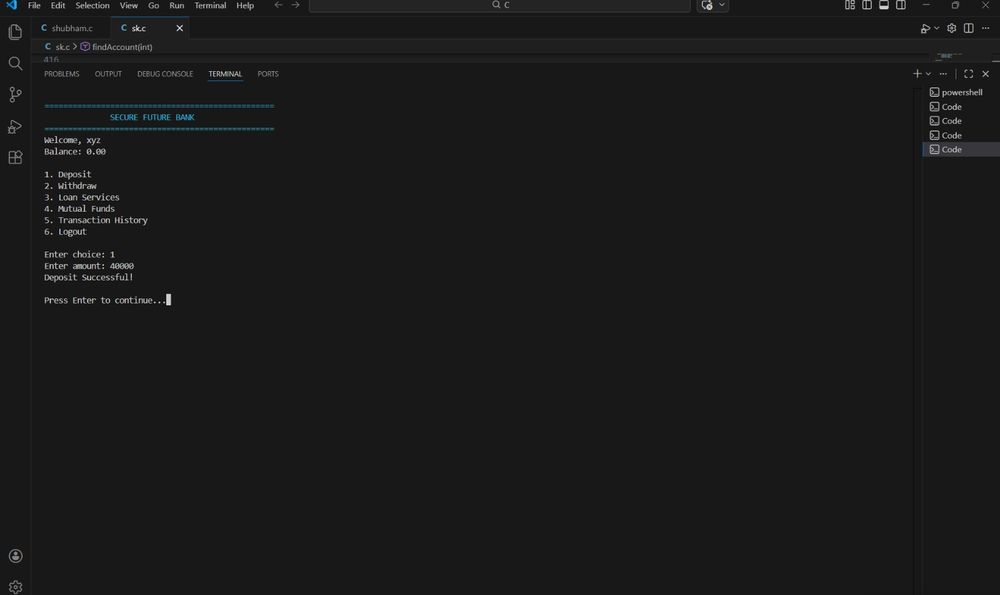 File Edit Selection View Go Run Terminal Help
C
C shubham.c
C sk.c
C sk.c > findAccount(int)
416
PROBLEMS OUTPUT DEBUG CONSOLE TERMINAL PORTS
=================================================
SECURE FUTURE BANK
=================================================
Welcome, xyz
Balance: 0.00
1. Deposit
2. Withdraw
3. Loan Services
4. Mutual Funds
5. Transaction History
6. Logout
Enter choice: 1
Enter amount: 40000
Deposit Successful!
Press Enter to continue...
powershell
Code
Code
Code
Code